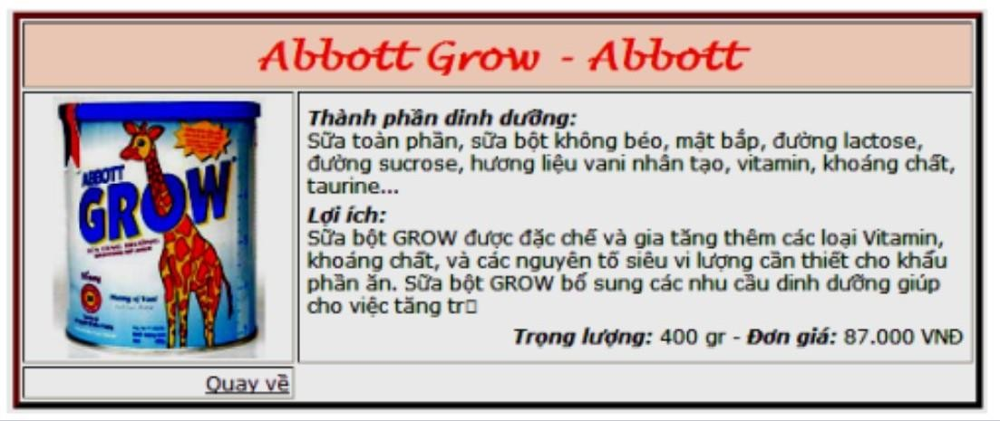 Abbott Grow - Abbott
ABBOTT
GROW
Thành phần dinh dưỡng:
Sữa toàn phần, sữa bột không béo, mật bắp, đường lactose,
đường sucrose, hương liệu vani nhân tạo, vitamin, khoáng chất,
taurine...
Lợi ích:
Sữa bột GROW được đặc chế và gia tăng thêm các loại Vitamin,
khoáng chất, và các nguyên tố siêu vi lượng cần thiết cho khẩu
phần ăn. Sữa bột GROW bổ sung các nhu cầu dinh dưỡng giúp
cho việc tăng tr
Trọng lượng: 400 gr - Đơn giá: 87.000 VNĐ
Quay về